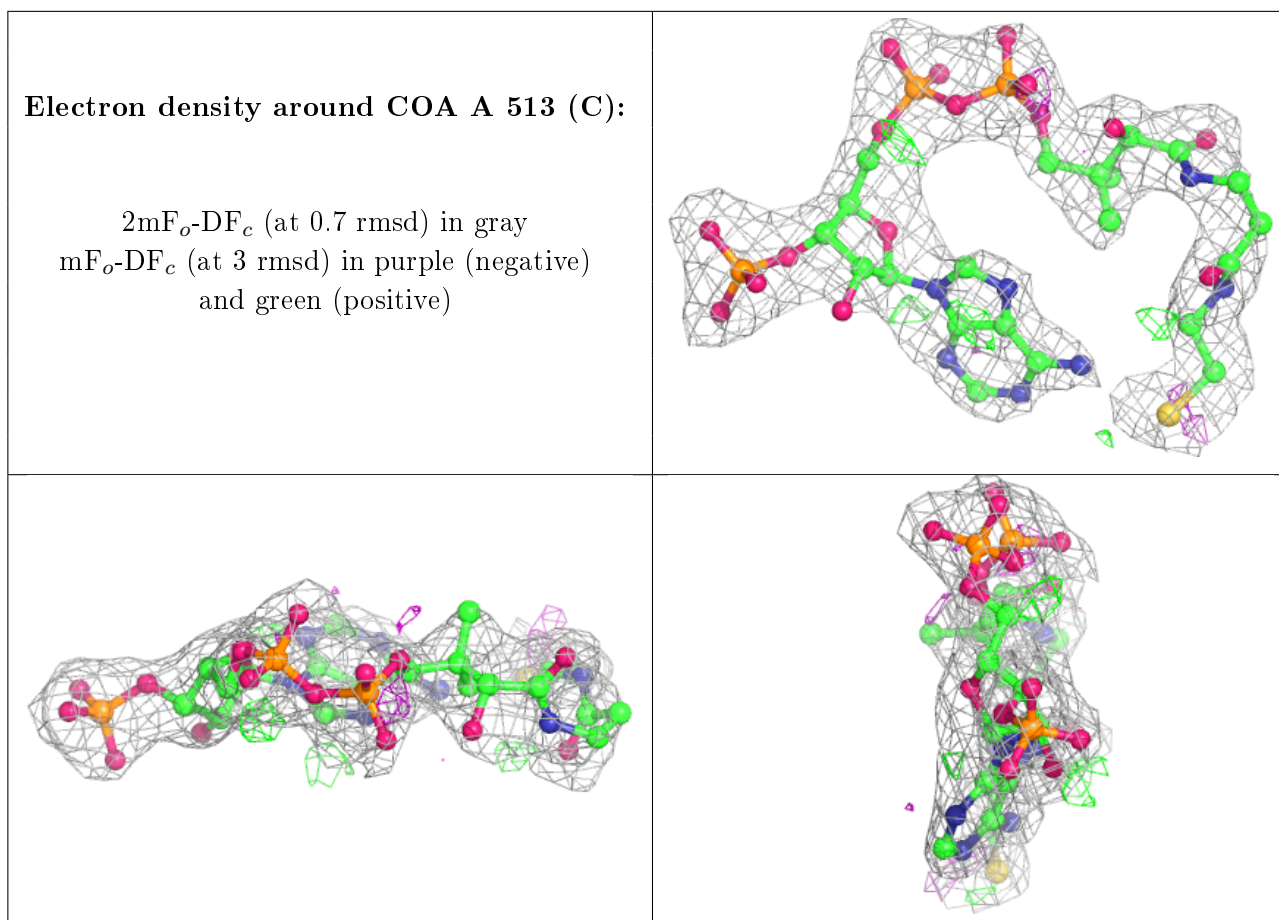 Electron density around COA A 513 (C):
2mFo-DFc (at 0.7 rmsd) in gray
mFo-DFc (at 3 rmsd) in purple (negative)
and green (positive)